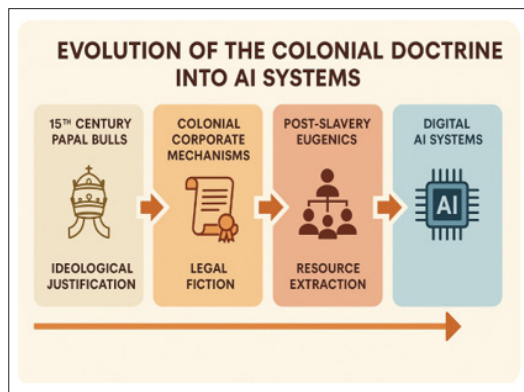 EVOLUTION OF THE COLONIAL DOCTRINE
INTO AI SYSTEMS
15TH CENTURY
PAPAL BULLS
IDEOLOGICAL
JUSTIFICATION
COLONIAL
CORPORATE
MECHANISMS
LEGAL
FICTION
POST-SLAVERY
EUGENICS
RESOURCE
EXTRACTION
DIGITAL
AI SYSTEMS
AI